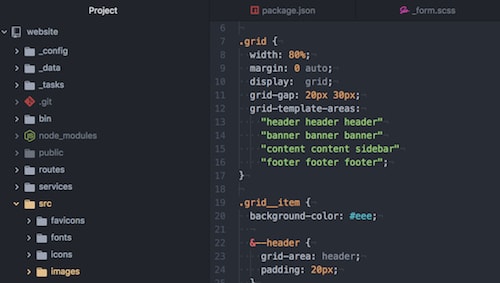 Project
website
_config
_data
_tasks
.git
bin
node_modules
public
routes
services
src
favicons
fonts
icons
images
package.json
_form.scss
6
7 .grid {
8 width: 80%;
9 margin: 0 auto;
10 display: grid;
11 grid-gap: 20px 30px;
12 grid-template-areas:
13 "header header header"
14 "banner banner banner"
15 "content content sidebar"
16 "footer footer footer";
17 }
18
19 .grid__item {
20 background-color: #eee;
21
22 &--header {
23 grid-area: header;
24 padding: 20px;
25 }